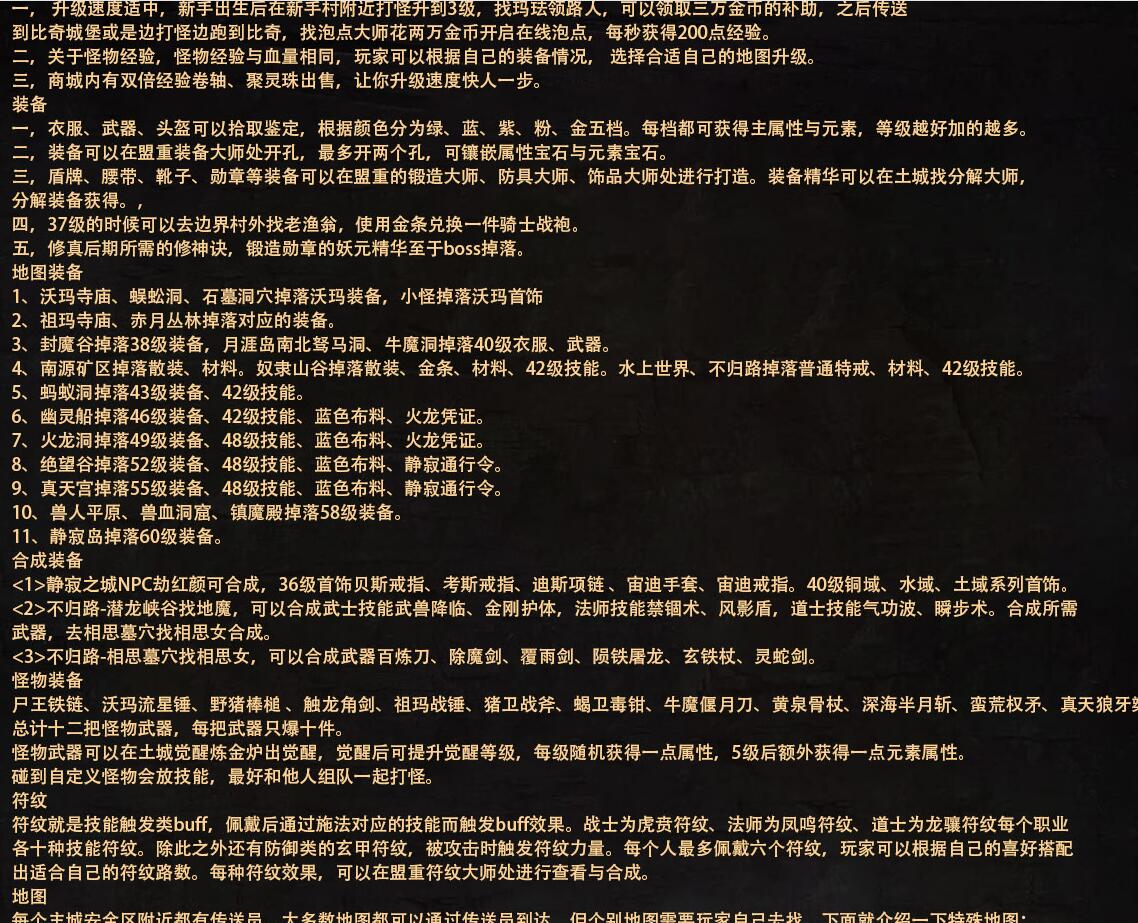 一，升级速度适中，新手出生后在新手村附近打怪升到3级，找玛珐领路人，可以领取三万金币的补助，之后传送
到比奇城堡或是边打怪边跑到比奇，找泡点大师花两万金币开启在线泡点，每秒获得200点经验。
二，关于怪物经验，怪物经验与血量相同，玩家可以根据自己的装备情况， 选择合适自己的地图升级。
三，商城内有双倍经验卷轴、聚灵珠出售，让你升级速度快人一步。
装备
一，衣服、武器、头盔可以拾取鉴定，根据颜色分为绿、蓝、紫、粉、金五档。每档都可获得主属性与元素，等级越好加的越多。
二，装备可以在盟重装备大师处开孔，最多开两个孔，可镶嵌属性宝石与元素宝石。
三，盾牌、腰带、靴子、勋章等装备可以在盟重的锻造大师、防具大师、饰品大师处进行打造。装备精华可以在土城找分解大师，
分解装备获得。，
四，37级的时候可以去边界村外找老渔翁，使用金条兑换一件骑士战袍。
五，修真后期所需的修神诀，锻造勋章的妖元精华至于boss掉落。
地图装备
1、沃玛寺庙、蜈蚣洞、石墓洞穴掉落沃玛装备，小怪掉落沃玛首饰
2、祖玛寺庙、赤月丛林掉落对应的装备。
3、封魔谷掉落38级装备，月涯岛南北驽马洞、牛魔洞掉落40级衣服、武器。
4、南源矿区掉落散装、材料。奴隶山谷掉落散装、金条、材料、42级技能。水上世界、不归路掉落普通特戒、材料、42级技能。
5、蚂蚁洞掉落43级装备、42级技能。
6、幽灵船掉落46级装备、42级技能、蓝色布料、火龙凭证。
7、火龙洞掉落49级装备、48级技能、蓝色布料、火龙凭证。
8、绝望谷掉落52级装备、48级技能、蓝色布料、静寂通行令。
9、真天宫掉落55级装备、48级技能、蓝色布料、静寂通行令。
10、兽人平原、兽血洞窟、镇魔殿掉落58级装备。
11、静寂岛掉落60级装备。
合成装备
<1>静寂之城NPC劫红颜可合成，36级首饰贝斯戒指、考斯戒指、迪斯项链 、宙迪手套、宙迪戒指。40级铜域、水域、土域系列首饰。
<2>不归路-潜龙峡谷找地魔，可以合成武士技能武兽降临、金刚护体，法师技能禁锢术、风影盾，道士技能气功波、瞬步术。合成所需
武器，去相思墓穴找相思女合成。
<3>不归路-相思墓穴找相思女，可以合成武器百炼刀、除魔剑、覆雨剑、陨铁屠龙、玄铁杖、灵蛇剑。
怪物装备
尸王铁链、沃玛流星锤、野猪棒槌 、触龙角剑、祖玛战锤、猪卫战斧、蝎卫毒钳、牛魔偃月刀、黄泉骨杖、深海半月斩、蛮荒权矛、真天狼牙
总计十二把怪物武器，每把武器只爆十件。
怪物武器可以在土城觉醒炼金炉出觉醒，觉醒后可提升觉醒等级，每级随机获得一点属性，5级后额外获得一点元素属性。
碰到自定义怪物会放技能，最好和他人组队一起打怪。
符纹
符纹就是技能触发类buff，佩戴后通过施法对应的技能而触发buff效果。战士为虎贲符纹、法师为凤鸣符纹、道士为龙骧符纹每个职业
各十种技能符纹。除此之外还有防御类的玄甲符纹，被攻击时触发符纹力量。每个人最多佩戴六个符纹，玩家可以根据自己的喜好搭配
出适合自己的符纹路数。每种符纹效果，可以在盟重符纹大师处进行查看与合成。
地图
每个主城安全区附近都有传送员，大多数地图都可以通过传送员到达，但个别地图需要玩家自己去找，下面就介绍一下特殊地图：